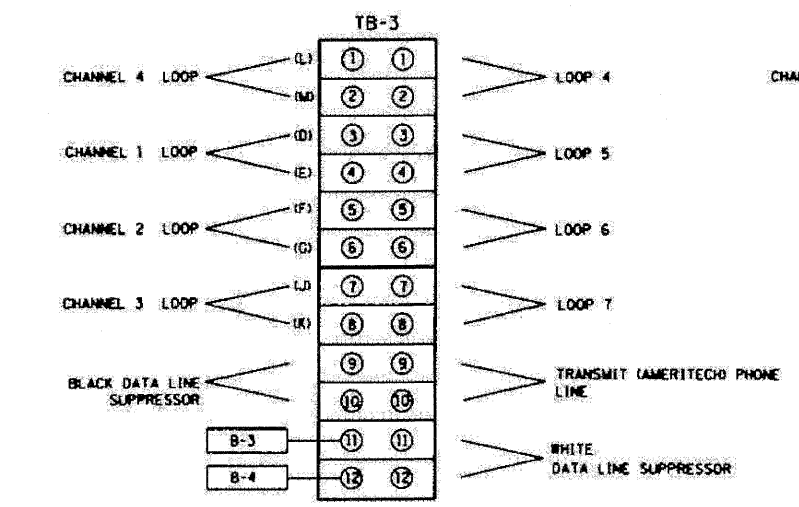 TB-3
CHANNEL 4 LOOP
(L) 1 1
(M) 2 2
LOOP 4
CHANNEL 1 LOOP
(D) 3 3
(E) 4 4
LOOP 5
CHANNEL 2 LOOP
(F) 5 5
(G) 6 6
LOOP 6
CHANNEL 3 LOOP
(J) 7 7
(K) 8 8
LOOP 7
BLACK DATA LINE
SUPPRESSOR
9 9
10 10
TRANSMIT (AMERITECH) PHONE
LINE
B-3 11 11
B-4 12 12
WHITE
DATA LINE SUPPRESSOR